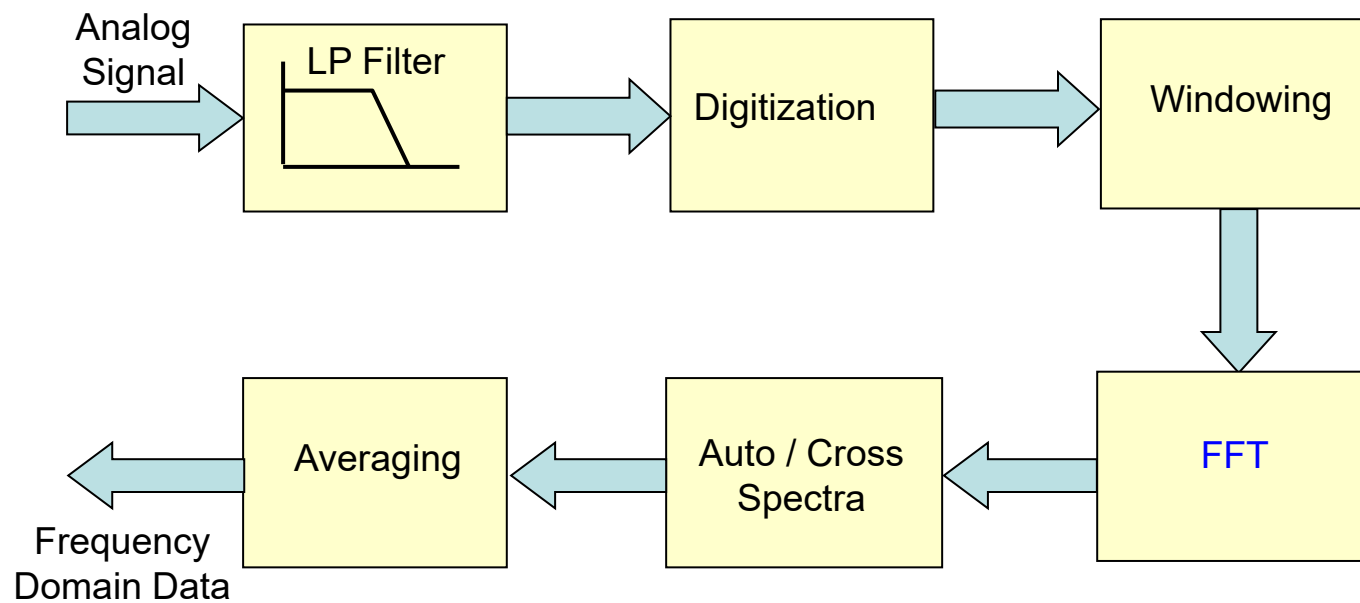 Analog
Signal
LP Filter
Digitization
Windowing
FFT
Auto / Cross
Spectra
Averaging
Frequency
Domain Data